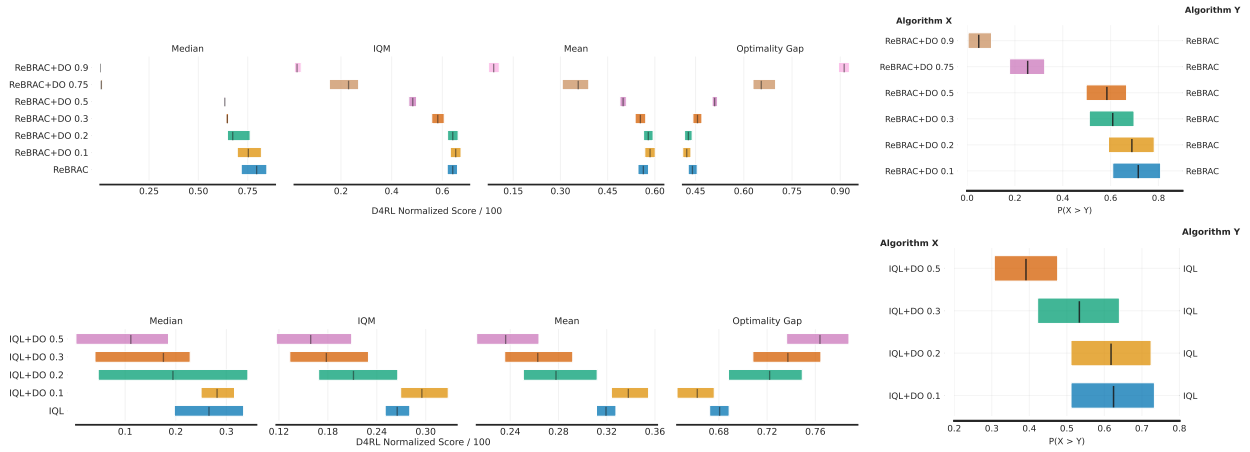 Median IQM Mean Optimality Gap
ReBRAC+DO 0.9
ReBRAC+DO 0.75
ReBRAC+DO 0.5
ReBRAC+DO 0.3
ReBRAC+DO 0.2
ReBRAC+DO 0.1
ReBRAC
0.25 0.50 0.75 0.2 0.4 0.6 0.15 0.30 0.45 0.60 0.45 0.60 0.75 0.90
D4RL Normalized Score / 100
Algorithm Y
Algorithm X
ReBRAC+DO 0.9 ReBRAC
ReBRAC+DO 0.75 ReBRAC
ReBRAC+DO 0.5 ReBRAC
ReBRAC+DO 0.3 ReBRAC
ReBRAC+DO 0.2 ReBRAC
ReBRAC+DO 0.1 ReBRAC
0.0 0.2 0.4 0.6 0.8
P(X > Y)
Median IQM Mean Optimality Gap
IQL+DO 0.5
IQL+DO 0.3
IQL+DO 0.2
IQL+DO 0.1
IQL
0.1 0.2 0.3 0.12 0.18 0.24 0.30 0.24 0.28 0.32 0.36 0.68 0.72 0.76
D4RL Normalized Score / 100
Algorithm Y
Algorithm X
IQL+DO 0.5 IQL
IQL+DO 0.3 IQL
IQL+DO 0.2 IQL
IQL+DO 0.1 IQL
0.2 0.3 0.4 0.5 0.6 0.7 0.8
P(X > Y)